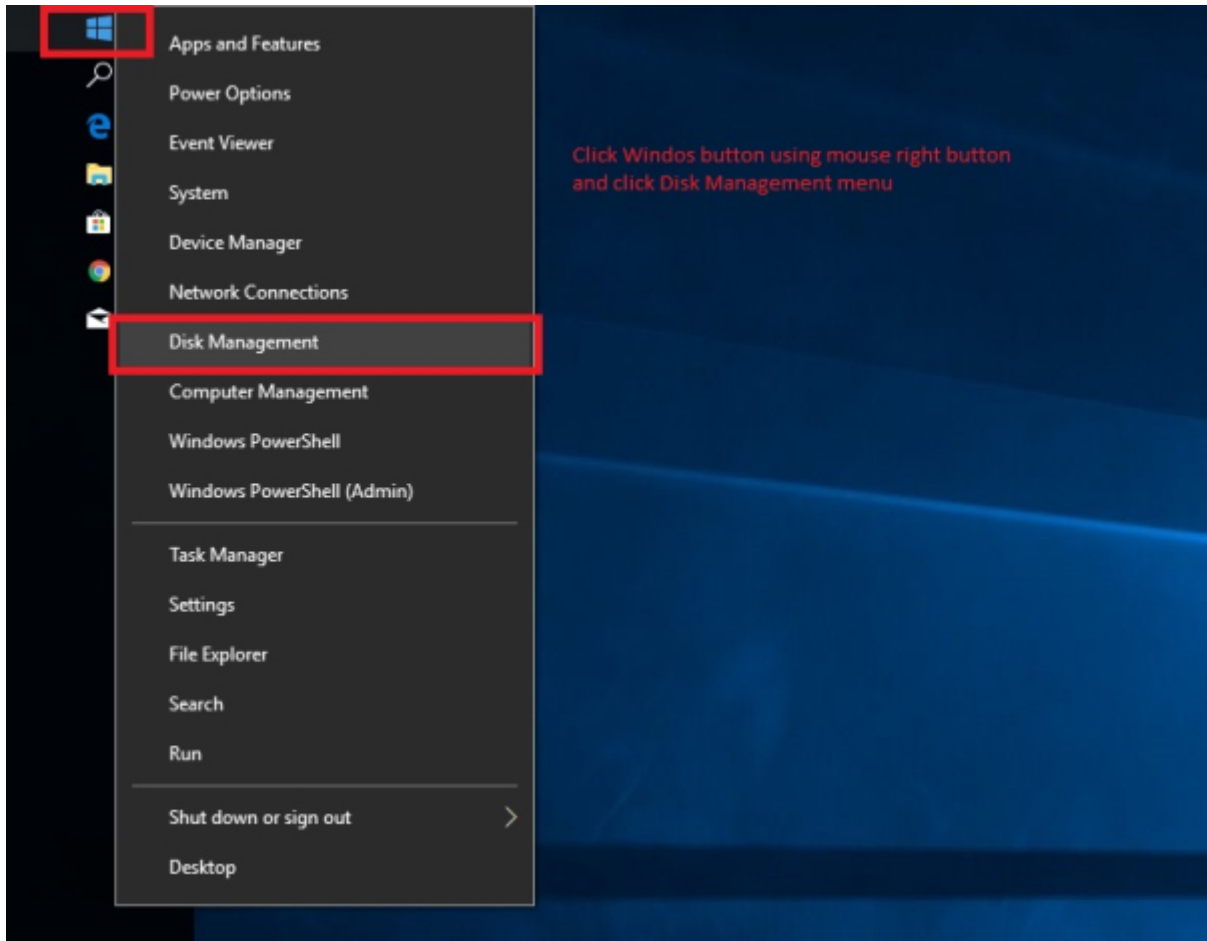 Apps and Features
Power Options
Event Viewer
System
Device Manager
Network Connections
Disk Management
Computer Management
Windows PowerShell
Windows PowerShell (Admin)
Task Manager
Settings
File Explorer
Search
Run
Shut down or sign out
Desktop
Click Windos button using mouse right button
and click Disk Management menu